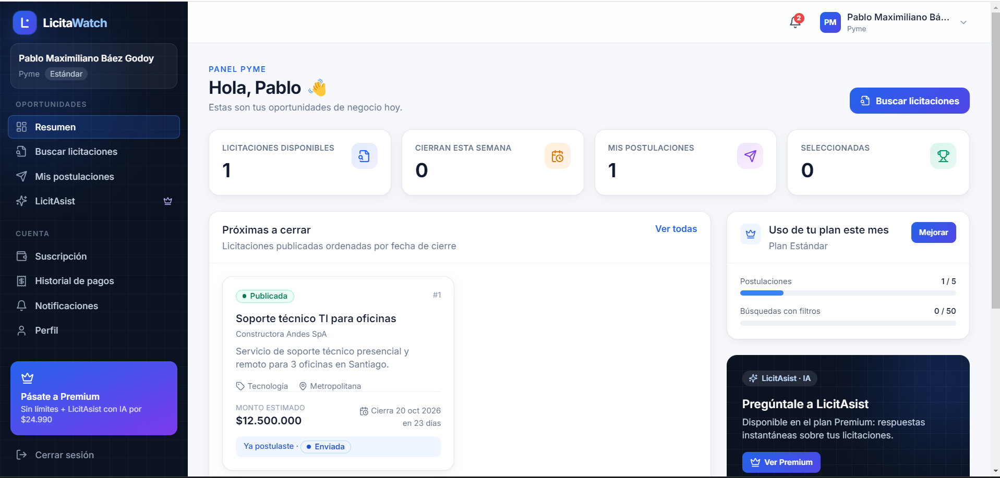 LicitaWatch
Pablo Maximiliano Báez Godoy
Pyme Estándar
OPORTUNIDADES
Resumen
Buscar licitaciones
Mis postulaciones
LicitAsist
CUENTA
Suscripción
Historial de pagos
Notificaciones
Perfil
Pásate a Premium
Sin límites + LicitAsist con IA por
$24.990
Cerrar sesión
2
PM
Pablo Maximiliano Bá...
Pyme
PANEL PYME
Hola, Pablo 👋
Estas son tus oportunidades de negocio hoy.
Buscar licitaciones
LICITACIONES DISPONIBLES
1
CIERRAN ESTA SEMANA
0
MIS POSTULACIONES
1
SELECCIONADAS
0
Próximas a cerrar
Ver todas
Licitaciones publicadas ordenadas por fecha de cierre
Publicada
#1
Soporte técnico TI para oficinas
Constructora Andes SpA
Servicio de soporte técnico presencial y
remoto para 3 oficinas en Santiago.
Tecnología Metropolitana
MONTO ESTIMADO
$12.500.000
Cierra 20 oct 2026
en 23 días
Ya postulaste · Enviada
Uso de tu plan este mes
Plan Estándar
Mejorar
Postulaciones 1 / 5
Búsquedas con filtros 0 / 50
LicitAsist · IA
Pregúntale a LicitAsist
Disponible en el plan Premium: respuestas
instantáneas sobre tus licitaciones.
Ver Premium